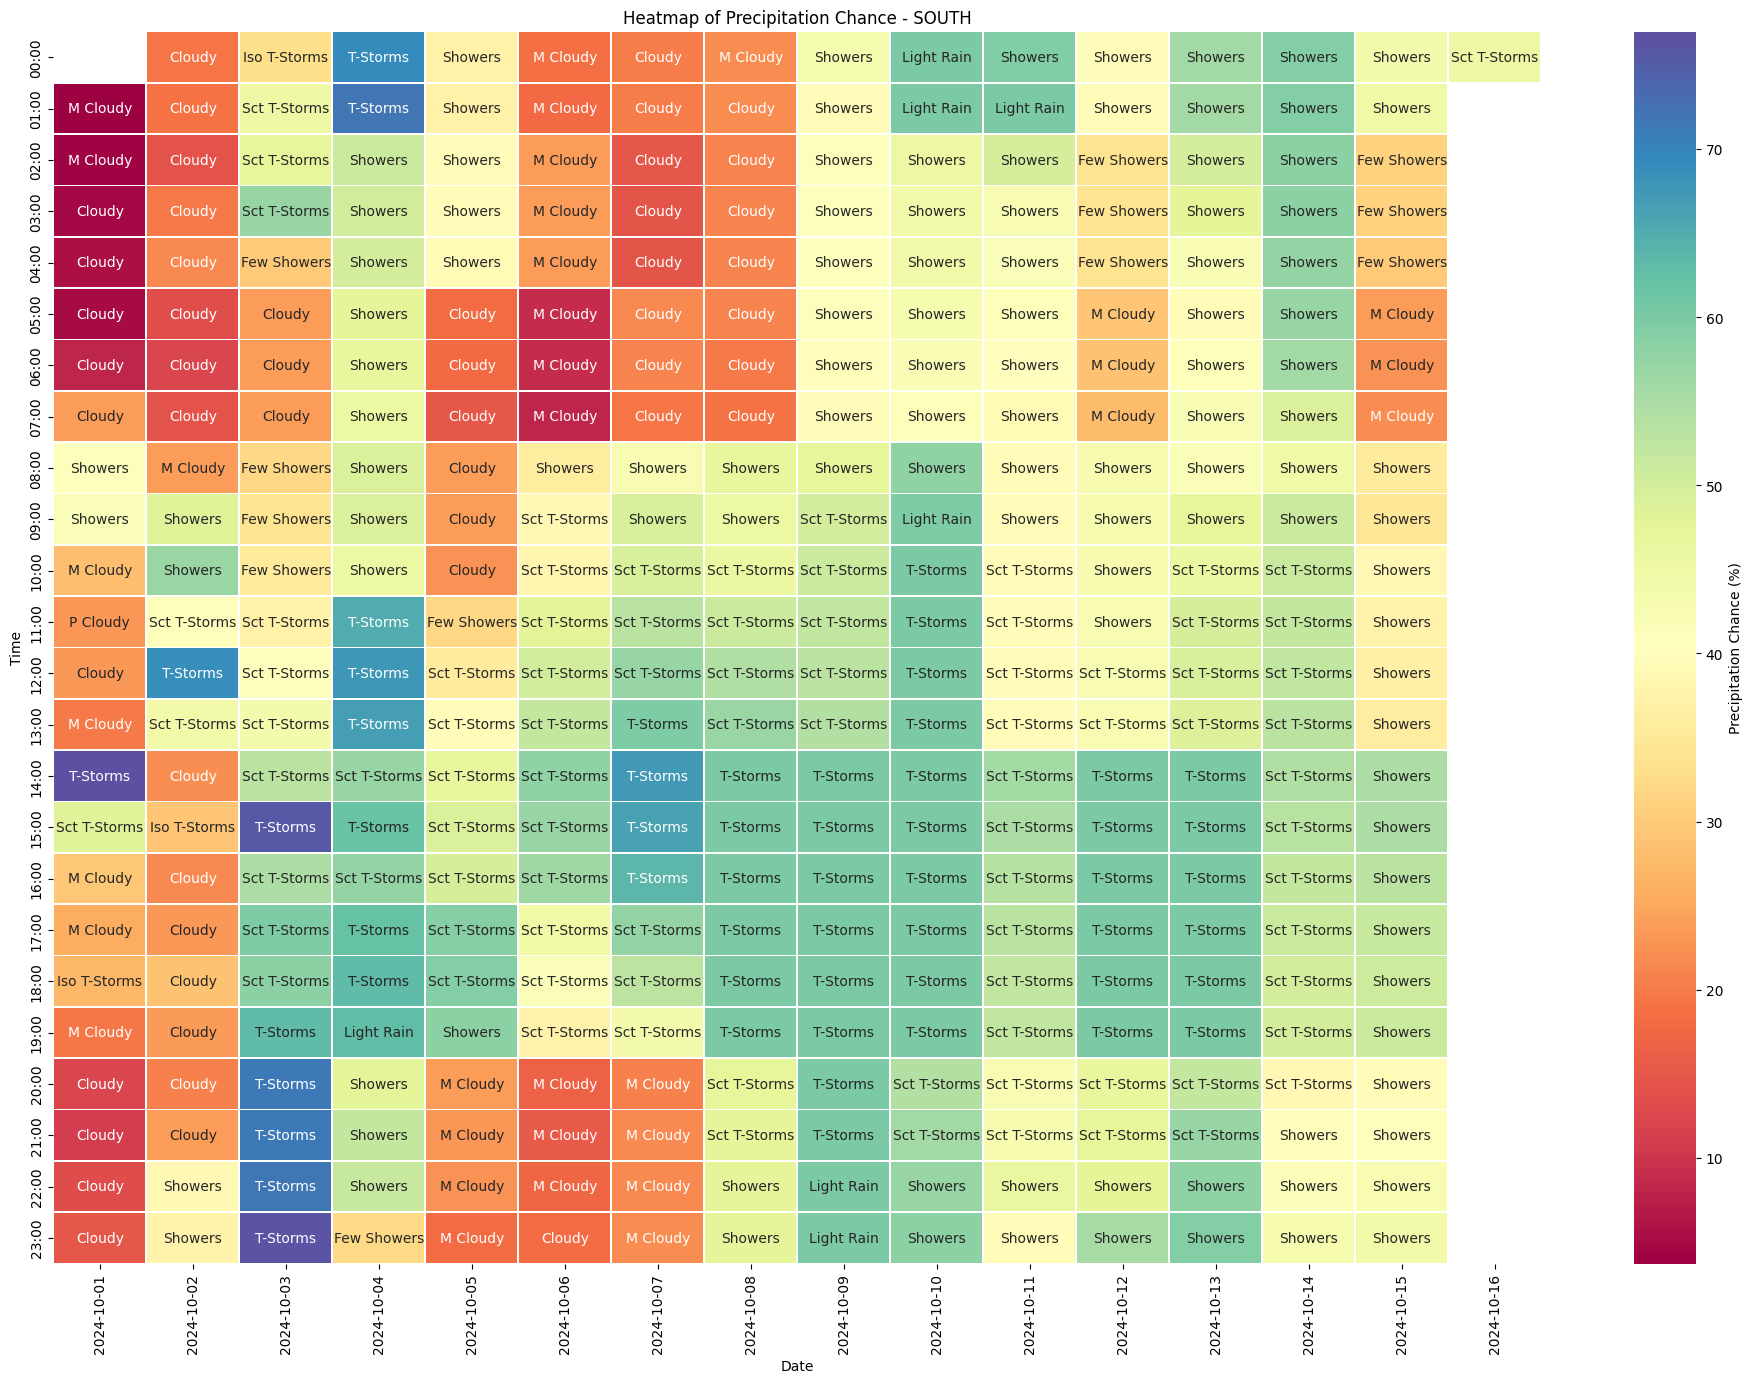 Heatmap of Precipitation Chance - SOUTH
00:00 Cloudy Iso T-Storms T-Storms Showers M Cloudy Cloudy M Cloudy Showers Light Rain Showers Showers Showers Showers Showers Sct T-Storms
01:00 M Cloudy Cloudy Sct T-Storms T-Storms Showers M Cloudy Cloudy Cloudy Showers Light Rain Light Rain Showers Showers Showers Showers
02:00 M Cloudy Cloudy Sct T-Storms Showers Showers M Cloudy Cloudy Cloudy Showers Showers Showers Few Showers Showers Showers Few Showers
03:00 Cloudy Cloudy Sct T-Storms Showers Showers M Cloudy Cloudy Cloudy Showers Showers Showers Few Showers Showers Showers Few Showers
04:00 Cloudy Cloudy Few Showers Showers Showers M Cloudy Cloudy Cloudy Showers Showers Showers Few Showers Showers Showers Few Showers
05:00 Cloudy Cloudy Cloudy Showers Cloudy M Cloudy Cloudy Cloudy Showers Showers Showers M Cloudy Showers Showers M Cloudy
06:00 Cloudy Cloudy Cloudy Showers Cloudy M Cloudy Cloudy Cloudy Showers Showers Showers M Cloudy Showers Showers M Cloudy
07:00 Cloudy Cloudy Cloudy Showers Cloudy M Cloudy Cloudy Cloudy Showers Showers Showers M Cloudy Showers Showers M Cloudy
08:00 Showers M Cloudy Few Showers Showers Cloudy Showers Showers Showers Showers Showers Showers Showers Showers Showers Showers
09:00 Showers Showers Few Showers Showers Cloudy Sct T-Storms Showers Showers Sct T-Storms Light Rain Showers Showers Showers Showers Showers
10:00 M Cloudy Showers Few Showers Showers Cloudy Sct T-Storms Sct T-Storms Sct T-Storms Sct T-Storms T-Storms Sct T-Storms Showers Sct T-Storms Sct T-Storms Showers
11:00 P Cloudy Sct T-Storms Sct T-Storms T-Storms Few Showers Sct T-Storms Sct T-Storms Sct T-Storms Sct T-Storms T-Storms Sct T-Storms Showers Sct T-Storms Sct T-Storms Showers
12:00 Cloudy T-Storms Sct T-Storms T-Storms Sct T-Storms Sct T-Storms Sct T-Storms Sct T-Storms Sct T-Storms T-Storms Sct T-Storms Sct T-Storms Sct T-Storms Sct T-Storms Showers
13:00 M Cloudy Sct T-Storms Sct T-Storms T-Storms Sct T-Storms Sct T-Storms T-Storms Sct T-Storms Sct T-Storms T-Storms Sct T-Storms Sct T-Storms Sct T-Storms Sct T-Storms Showers
14:00 T-Storms Cloudy Sct T-Storms Sct T-Storms Sct T-Storms Sct T-Storms T-Storms T-Storms T-Storms T-Storms Sct T-Storms T-Storms T-Storms Sct T-Storms Showers
15:00 Sct T-Storms Iso T-Storms T-Storms T-Storms Sct T-Storms Sct T-Storms T-Storms T-Storms T-Storms T-Storms Sct T-Storms T-Storms T-Storms Sct T-Storms Showers
16:00 M Cloudy Cloudy Sct T-Storms Sct T-Storms Sct T-Storms Sct T-Storms T-Storms T-Storms T-Storms T-Storms Sct T-Storms T-Storms T-Storms Sct T-Storms Showers
17:00 M Cloudy Cloudy Sct T-Storms T-Storms Sct T-Storms Sct T-Storms Sct T-Storms T-Storms T-Storms T-Storms Sct T-Storms T-Storms T-Storms Sct T-Storms Showers
18:00 Iso T-Storms Cloudy Sct T-Storms T-Storms Sct T-Storms Sct T-Storms Sct T-Storms T-Storms T-Storms T-Storms Sct T-Storms T-Storms T-Storms Sct T-Storms Showers
19:00 M Cloudy Cloudy T-Storms Light Rain Showers Sct T-Storms Sct T-Storms T-Storms T-Storms T-Storms Sct T-Storms T-Storms T-Storms Sct T-Storms Showers
20:00 Cloudy Cloudy T-Storms Showers M Cloudy M Cloudy M Cloudy Sct T-Storms T-Storms Sct T-Storms Sct T-Storms Sct T-Storms Sct T-Storms Sct T-Storms Showers
21:00 Cloudy Cloudy T-Storms Showers M Cloudy M Cloudy M Cloudy Sct T-Storms T-Storms Sct T-Storms Sct T-Storms Sct T-Storms Sct T-Storms Showers Showers
22:00 Cloudy Showers T-Storms Showers M Cloudy M Cloudy M Cloudy Showers Light Rain Showers Showers Showers Showers Showers Showers
23:00 Cloudy Showers T-Storms Few Showers M Cloudy Cloudy M Cloudy Showers Light Rain Showers Showers Showers Showers Showers Showers
Time
2024-10-01 2024-10-02 2024-10-03 2024-10-04 2024-10-05 2024-10-06 2024-10-07 2024-10-08 2024-10-09 2024-10-10 2024-10-11 2024-10-12 2024-10-13 2024-10-14 2024-10-15 2024-10-16
Date
70
60
50
40
30
20
10
Precipitation Chance (%)